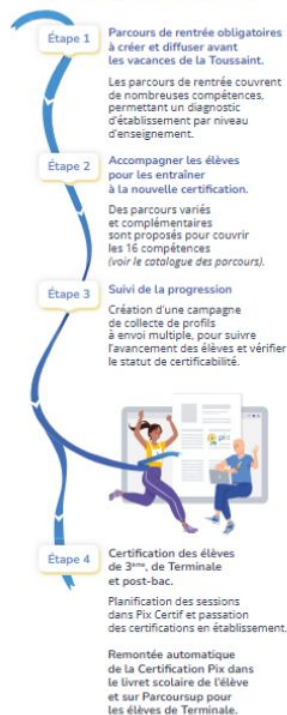 Étape 1
Parcours de rentrée obligatoires
à créer et diffuser avant
les vacances de la Toussaint.
Les parcours de rentrée couvrent
de nombreuses compétences,
permettant un diagnostic
d'établissement par niveau
d'enseignement.
Étape 2
Accompagner les élèves
pour les entraîner
à la nouvelle certification.
Des parcours variés
et complémentaires
sont proposés pour couvrir
les 16 compétences
(voir le catalogue des parcours).
Étape 3
Suivi de la progression
Création d'une campagne
de collecte de profils
à envoi multiple, pour suivre
l'avancement des élèves et vérifier
le statut de certificabilité.
pix
Étape 4
Certification des élèves
de 3ème, de Terminale
et post-bac.
Planification des sessions
dans Pix Certif et passation
des certifications en établissement.
Remontée automatique
de la Certification Pix dans
le livret scolaire de l'élève
et sur Parcoursup pour
les élèves de Terminale.